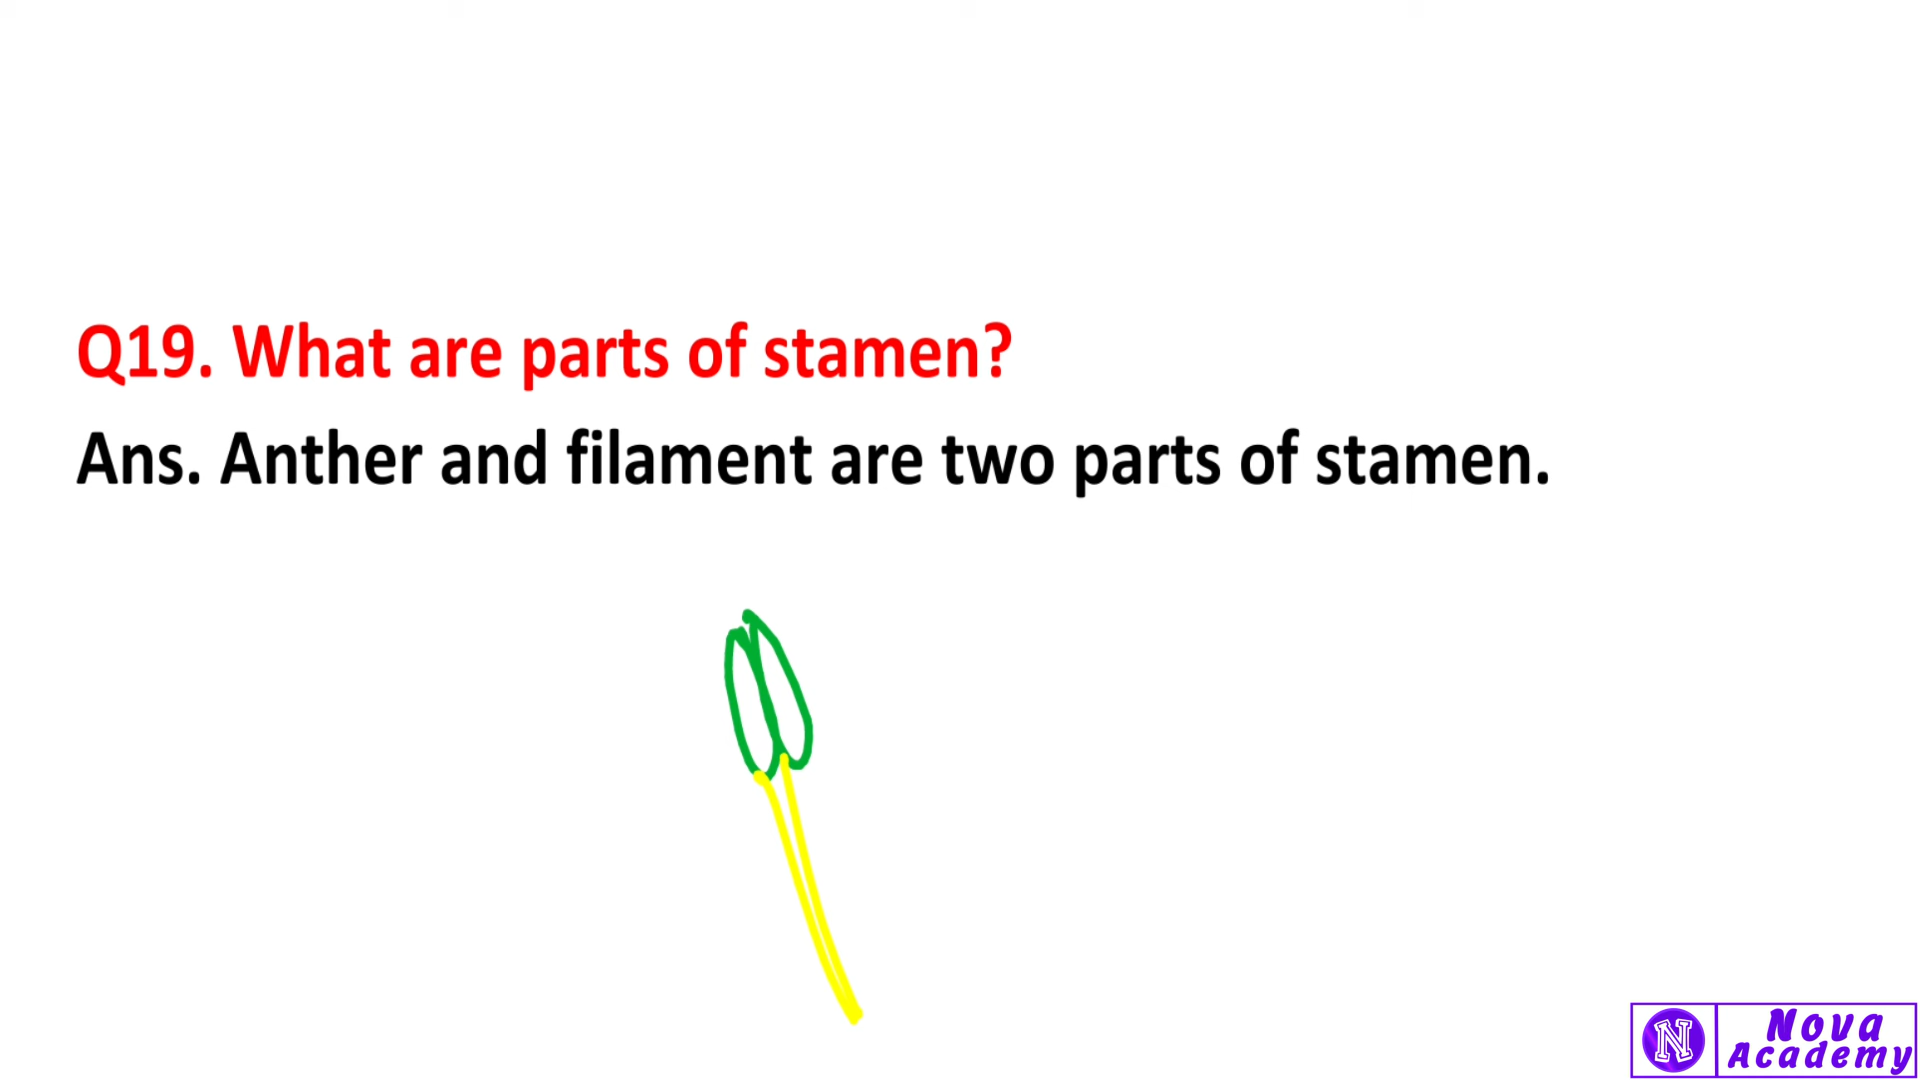 Q19. What are parts of stamen?
Ans. Anther and filament are two parts of stamen.
N
Nova
Academy